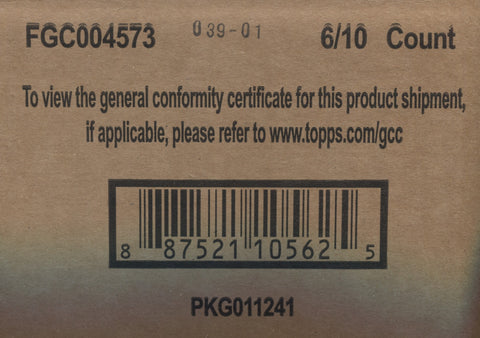 FGC004573 039-01 6/10 Count
To view the general conformity certificate for this product shipment,
if applicable, please refer to www.topps.com/gcc
8 87521 10562 5
PKG011241